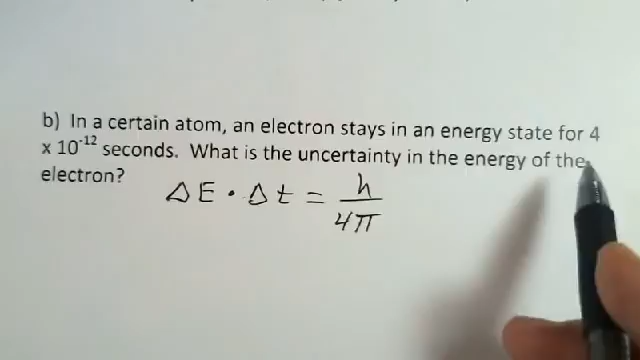 b) In a certain atom, an electron stays in an energy state for 4
x 10⁻¹² seconds. What is the uncertainty in the energy of the
electron?
ΔE · Δt = h/4π